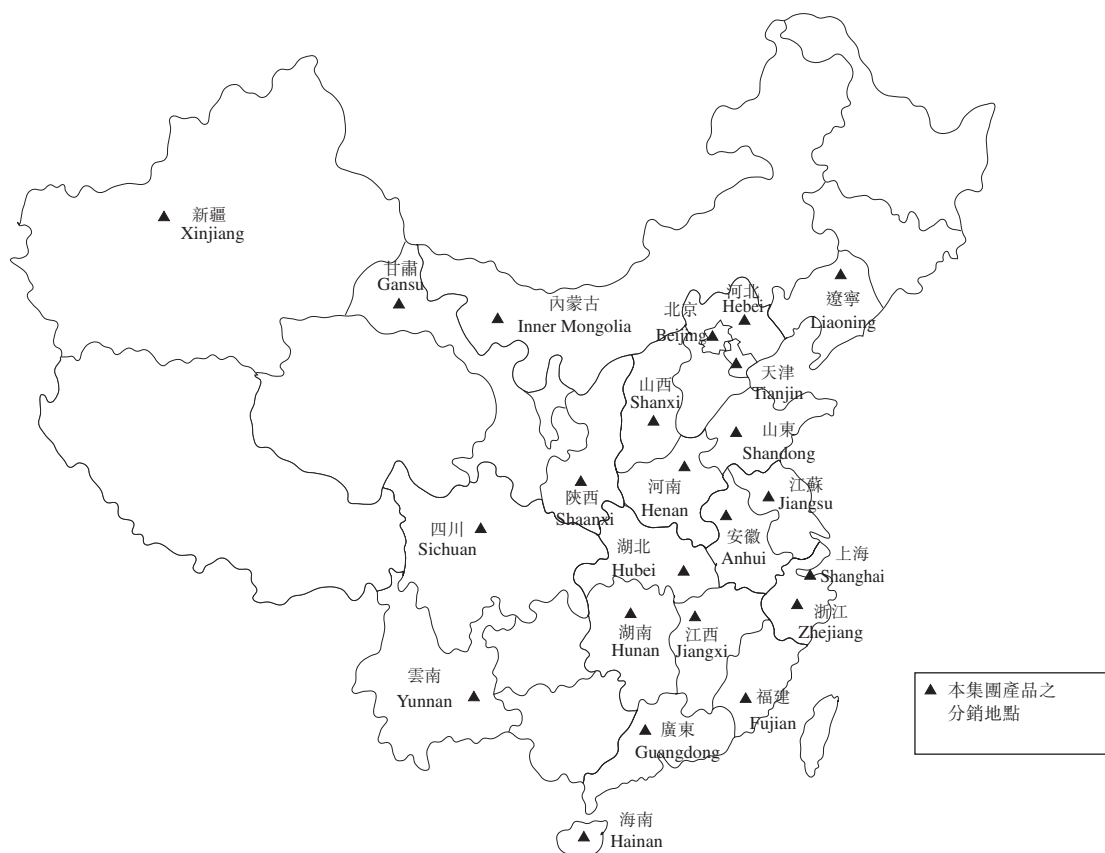 新疆
Xinjiang
甘肅
Gansu
內蒙古
Inner Mongolia
北京
Beijing
河北
Hebei
遼寧
Liaoning
天津
Tianjin
山西
Shanxi
山東
Shandong
陝西
Shaanxi
河南
Henan
江蘇
Jiangsu
安徽
Anhui
四川
Sichuan
湖北
Hubei
上海
Shanghai
浙江
Zhejiang
湖南
Hunan
江西
Jiangxi
雲南
Yunnan
福建
Fujian
廣東
Guangdong
海南
Hainan
▲ 本集團產品之
分銷地點